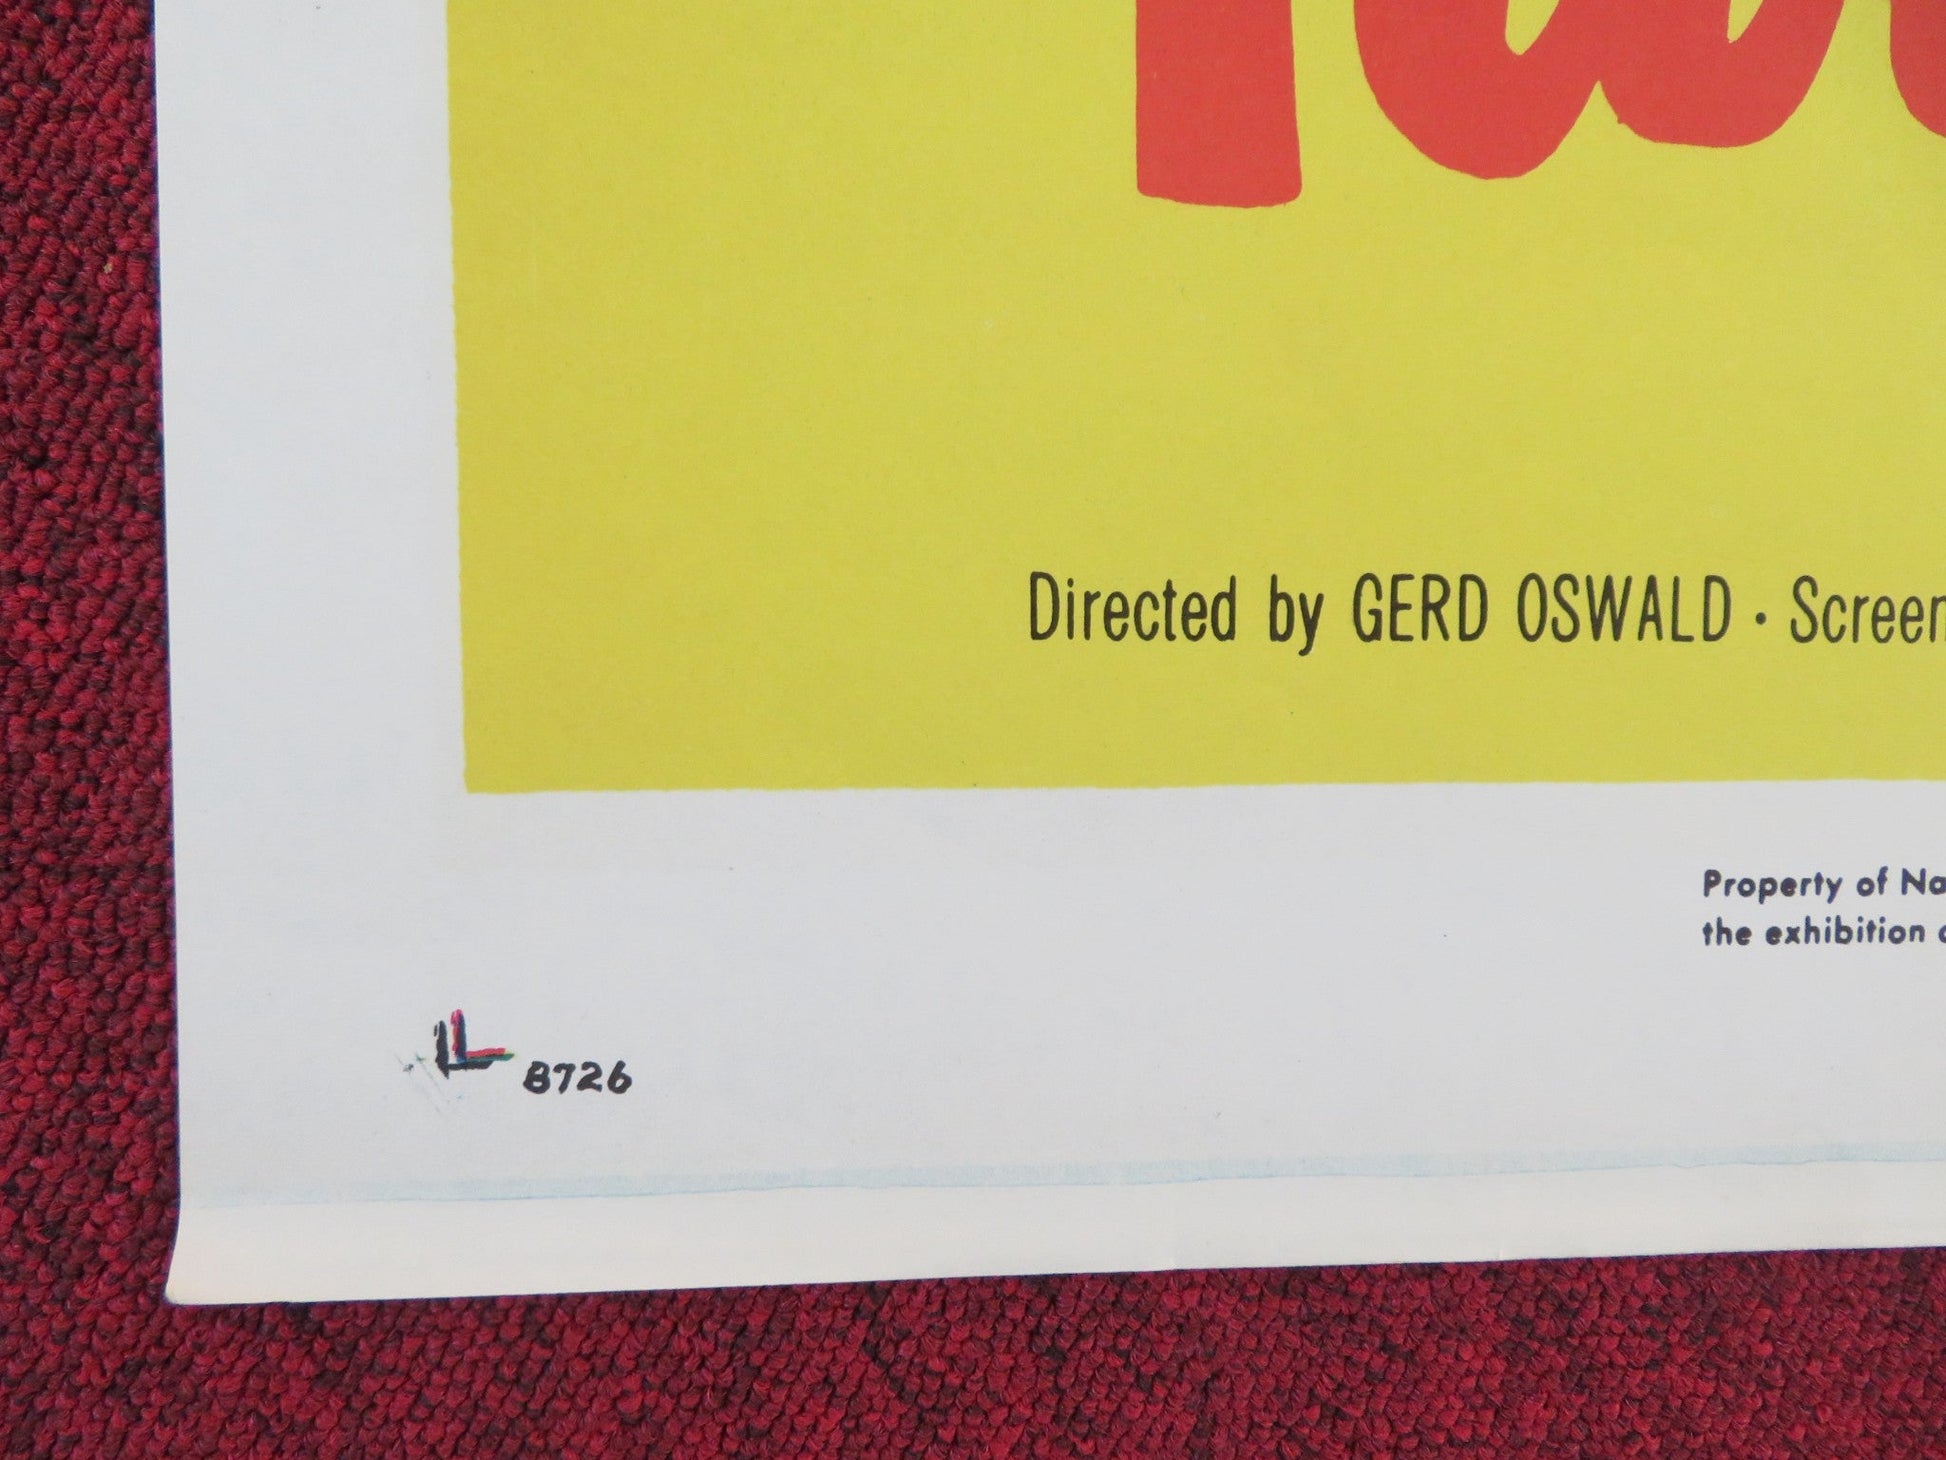 Directed by GERD OSWALD · Screen
Property of Na
the exhibition
8726